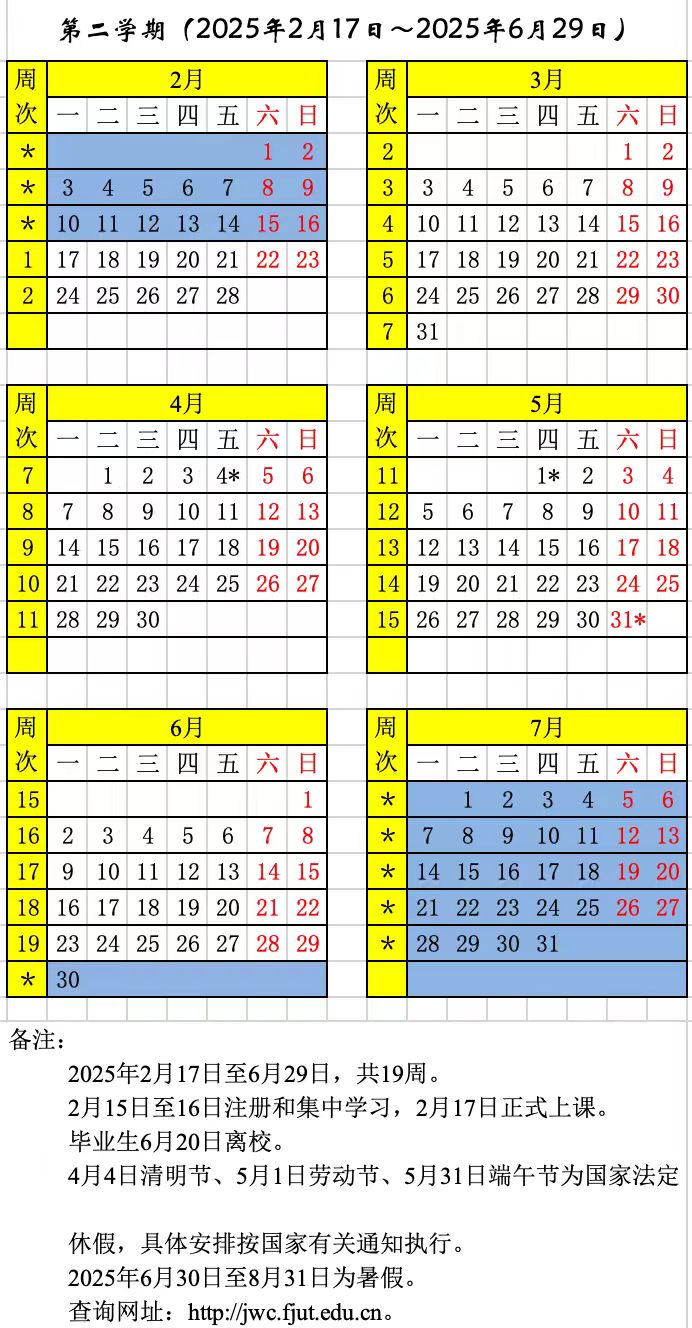 第二学期（2025年2月17日～2025年6月29日）
周次 2月
一 二 三 四 五 六 日
* 1 2
* 3 4 5 6 7 8 9
* 10 11 12 13 14 15 16
1 17 18 19 20 21 22 23
2 24 25 26 27 28
周次 3月
一 二 三 四 五 六 日
2 1 2
3 3 4 5 6 7 8 9
4 10 11 12 13 14 15 16
5 17 18 19 20 21 22 23
6 24 25 26 27 28 29 30
7 31
周次 4月
一 二 三 四 五 六 日
7 1 2 3 4* 5 6
8 7 8 9 10 11 12 13
9 14 15 16 17 18 19 20
10 21 22 23 24 25 26 27
11 28 29 30
周次 5月
一 二 三 四 五 六 日
11 1* 2 3 4
12 5 6 7 8 9 10 11
13 12 13 14 15 16 17 18
14 19 20 21 22 23 24 25
15 26 27 28 29 30 31*
周次 6月
一 二 三 四 五 六 日
15 1
16 2 3 4 5 6 7 8
17 9 10 11 12 13 14 15
18 16 17 18 19 20 21 22
19 23 24 25 26 27 28 29
* 30
周次 7月
一 二 三 四 五 六 日
* 1 2 3 4 5 6
* 7 8 9 10 11 12 13
* 14 15 16 17 18 19 20
* 21 22 23 24 25 26 27
* 28 29 30 31
备注：
2025年2月17日至6月29日，共19周。
2月15日至16日注册和集中学习，2月17日正式上课。
毕业生6月20日离校。
4月4日清明节、5月1日劳动节、5月31日端午节为国家法定
休假，具体安排按国家有关通知执行。
2025年6月30日至8月31日为暑假。
查询网址：http://jwc.fjut.edu.cn。